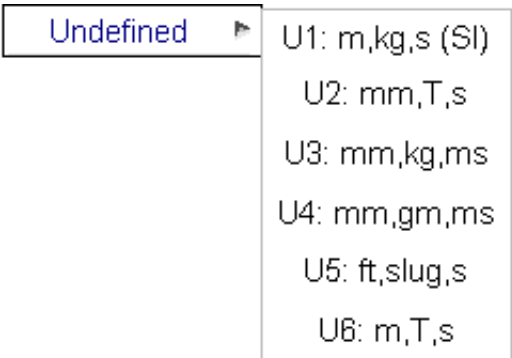 Undefined
U1: m,kg,s (SI)
U2: mm,T,s
U3: mm,kg,ms
U4: mm,gm,ms
U5: ft,slug,s
U6: m,T,s